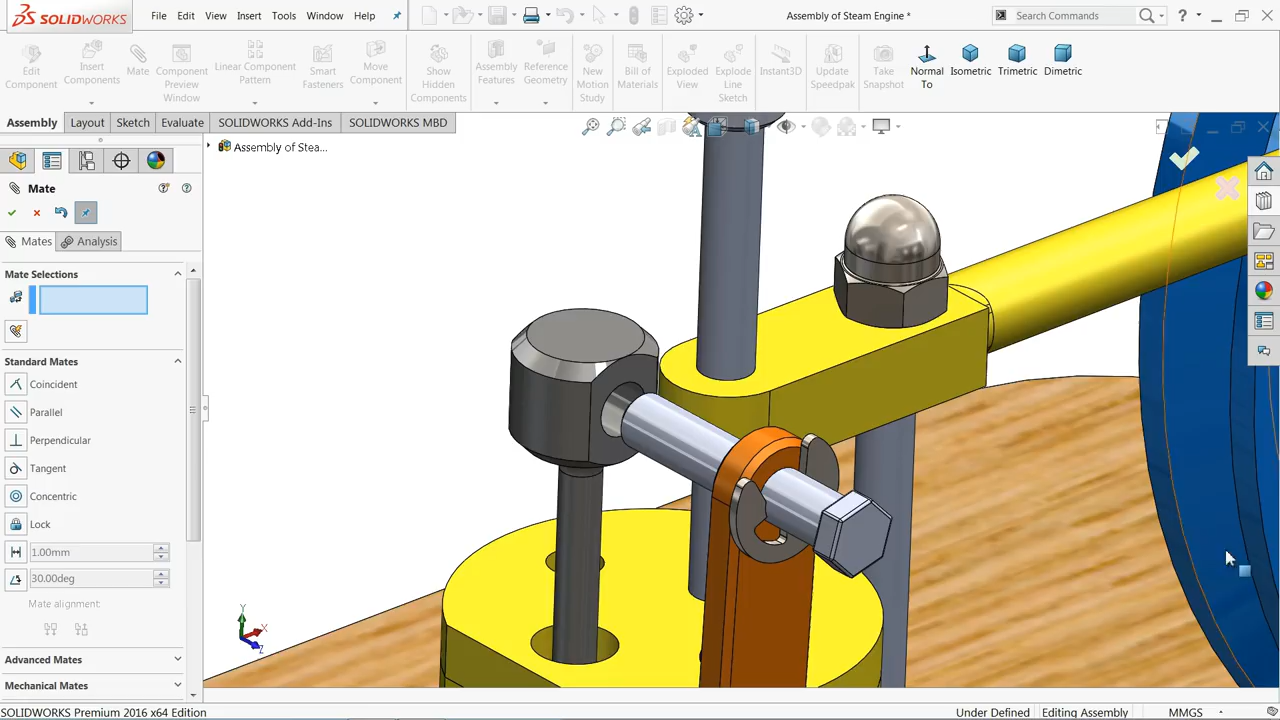 SOLIDWORKS File Edit View Insert Tools Window Help Assembly of Steam Engine * Search Commands ?
Edit Component
Insert Components
Mate
Component Preview Window
Linear Component Pattern
Smart Fasteners
Move Component
Show Hidden Components
Assembly Features
Reference Geometry
New Motion Study
Bill of Materials
Exploded View
Explode Line Sketch
Instant3D
Update Speedpak
Take Snapshot
Normal To
Isometric
Trimetric
Dimetric
Assembly Layout Sketch Evaluate SOLIDWORKS Add-Ins SOLIDWORKS MBD
Assembly of Stea...
Mate
Mates Analysis
Mate Selections
Standard Mates
Coincident
Parallel
Perpendicular
Tangent
Concentric
Lock
1.00mm
30.00deg
Mate alignment:
Advanced Mates
Mechanical Mates
Y
X
Z
SOLIDWORKS Premium 2016 x64 Edition Under Defined Editing Assembly MMGS